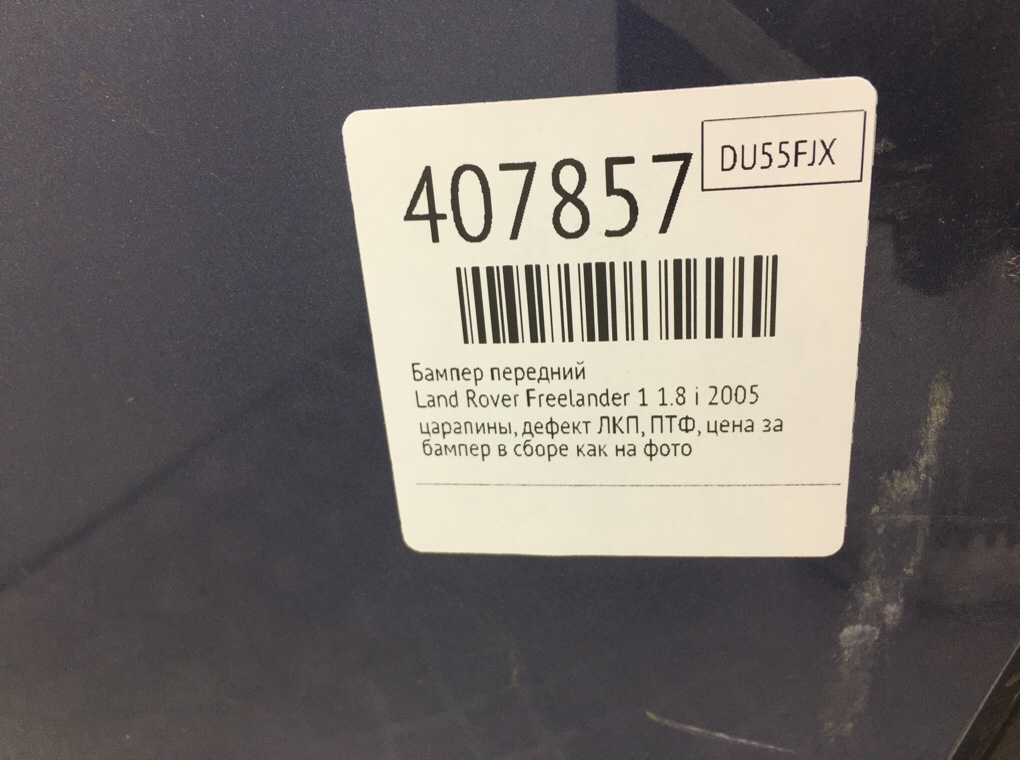 407857
DU55FJX
Бампер передний
Land Rover Freelander 1 1.8 i 2005
царапины, дефект ЛКП, ПТФ, цена за
бампер в сборе как на фото